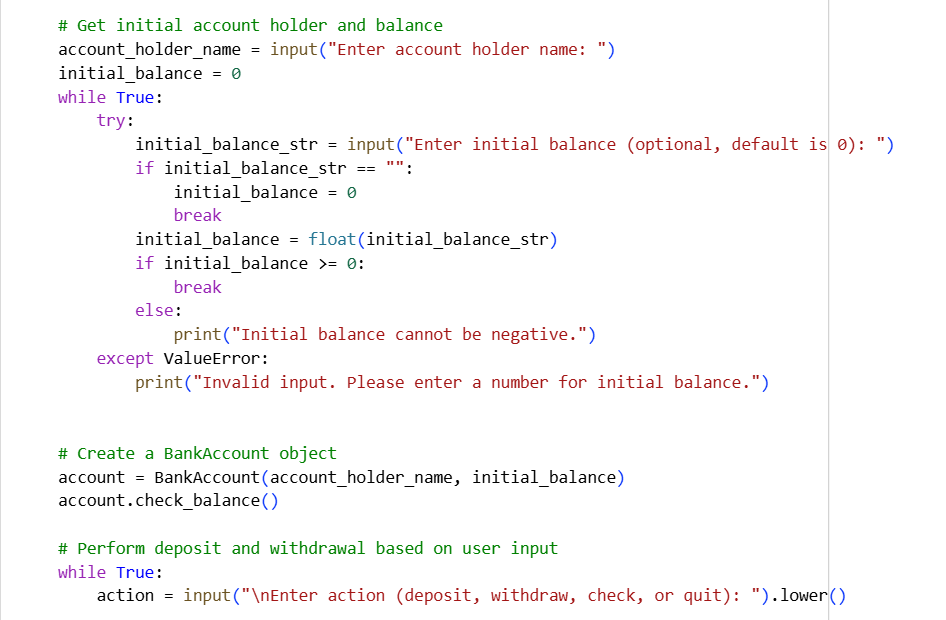 # Get initial account holder and balance
account_holder_name = input("Enter account holder name: ")
initial_balance = 0
while True:
    try:
        initial_balance_str = input("Enter initial balance (optional, default is 0): ")
        if initial_balance_str == "":
            initial_balance = 0
            break
        initial_balance = float(initial_balance_str)
        if initial_balance >= 0:
            break
        else:
            print("Initial balance cannot be negative.")
    except ValueError:
        print("Invalid input. Please enter a number for initial balance.")
# Create a BankAccount object
account = BankAccount(account_holder_name, initial_balance)
account.check_balance()
# Perform deposit and withdrawal based on user input
while True:
    action = input("\nEnter action (deposit, withdraw, check, or quit): ").lower()